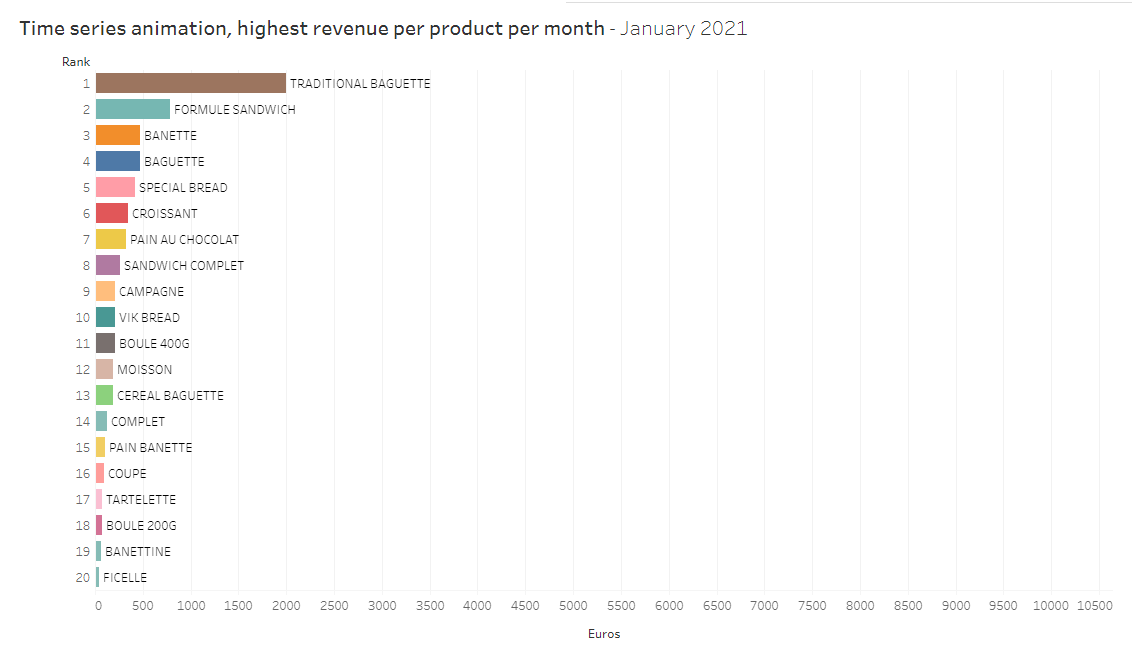 Time series animation, highest revenue per product per month - January 2021
Rank
1 TRADITIONAL BAGUETTE
2 FORMULE SANDWICH
3 BANETTE
4 BAGUETTE
5 SPECIAL BREAD
6 CROISSANT
7 PAIN AU CHOCOLAT
8 SANDWICH COMPLET
9 CAMPAGNE
10 VIK BREAD
11 BOULE 400G
12 MOISSON
13 CEREAL BAGUETTE
14 COMPLET
15 PAIN BANETTE
16 COUPE
17 TARTELETTE
18 BOULE 200G
19 BANETTINE
20 FICELLE
0 500 1000 1500 2000 2500 3000 3500 4000 4500 5000 5500 6000 6500 7000 7500 8000 8500 9000 9500 10000 10500
Euros